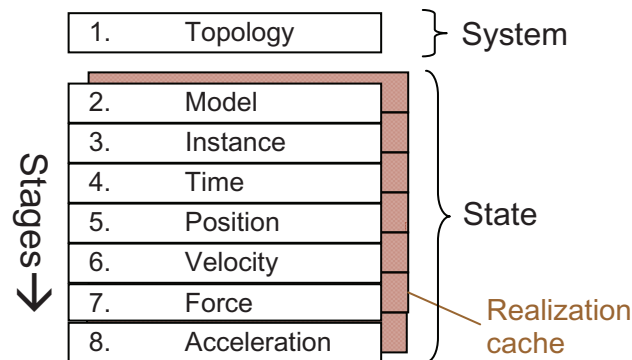 1. Topology
System
2. Model
3. Instance
4. Time
5. Position
6. Velocity
7. Force
8. Acceleration
Stages→
State
Realization
cache